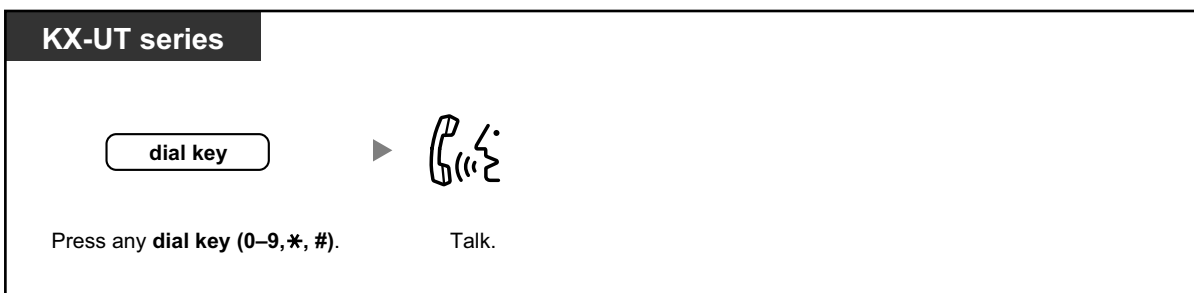 KX-UT series
dial key
Press any dial key (0–9,✻, #). Talk.